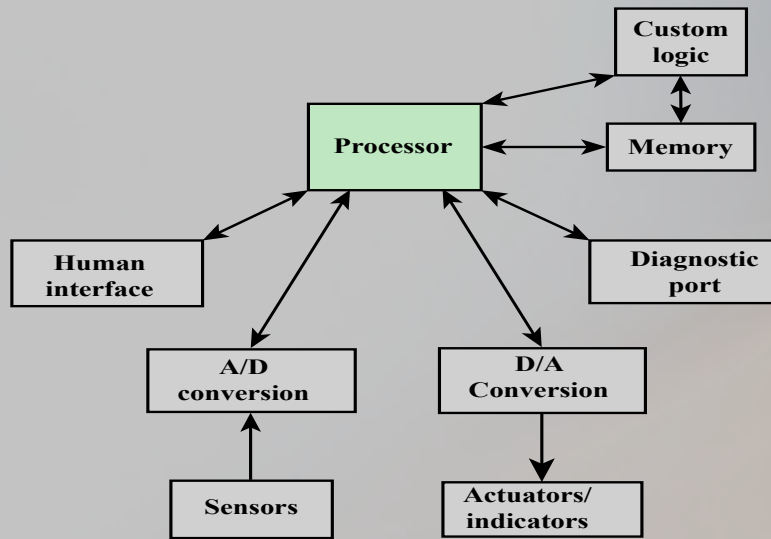 Custom
logic
Processor
Memory
Human
interface
Diagnostic
port
A/D
conversion
D/A
Conversion
Sensors
Actuators/
indicators